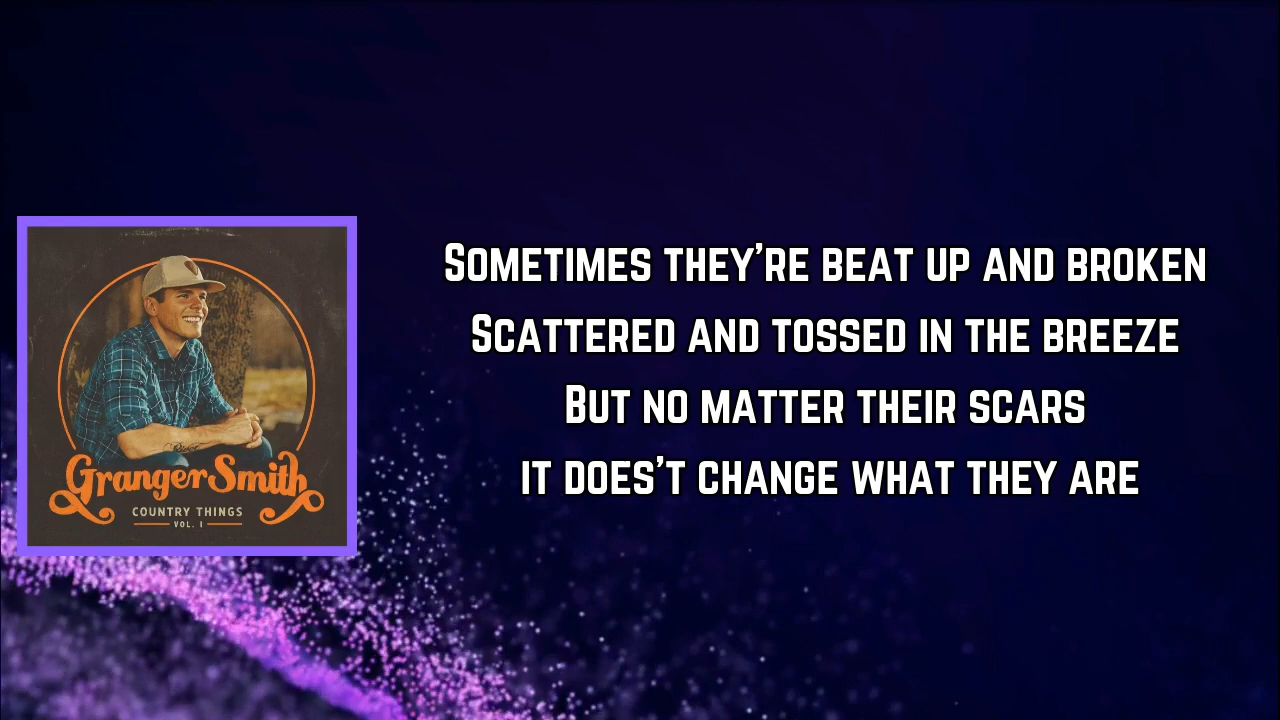 Granger Smith
COUNTRY THINGS
VOL. I
SOMETIMES THEY'RE BEAT UP AND BROKEN
SCATTERED AND TOSSED IN THE BREEZE
BUT NO MATTER THEIR SCARS
IT DOES'T CHANGE WHAT THEY ARE